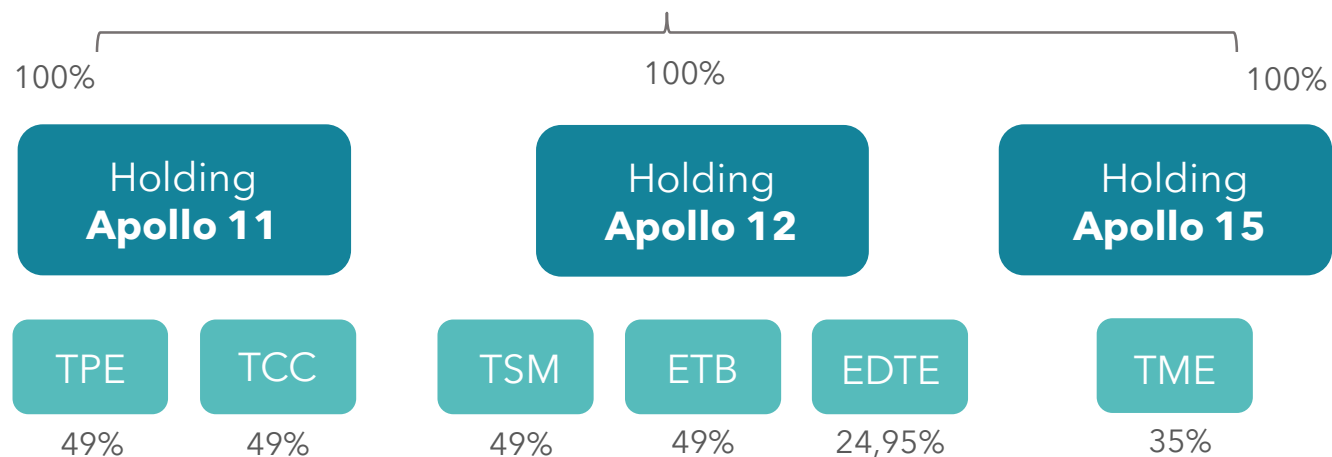 100%
100%
100%
Holding
Apollo 11
Holding
Apollo 12
Holding
Apollo 15
TPE
TCC
TSM
ETB
EDTE
TME
49%
49%
49%
49%
24,95%
35%